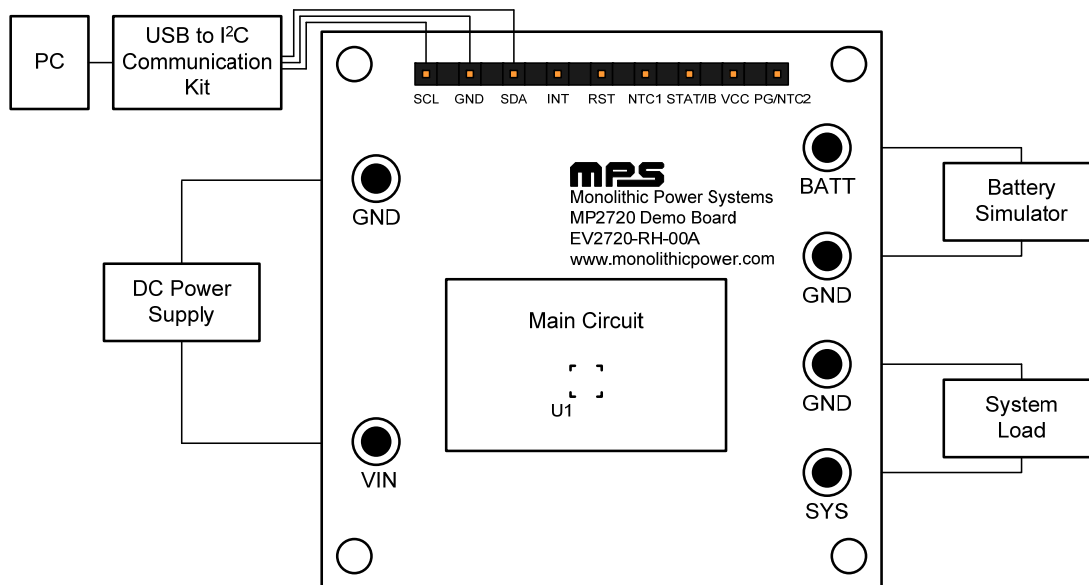 PC
USB to I²C
Communication
Kit
SCL GND SDA INT RST NTC1 STAT/IB VCC PG/NTC2
GND
MPS
Monolithic Power Systems
MP2720 Demo Board
EV2720-RH-00A
www.monolithicpower.com
BATT
Battery
Simulator
GND
DC Power
Supply
Main Circuit
U1
GND
System
Load
VIN
SYS